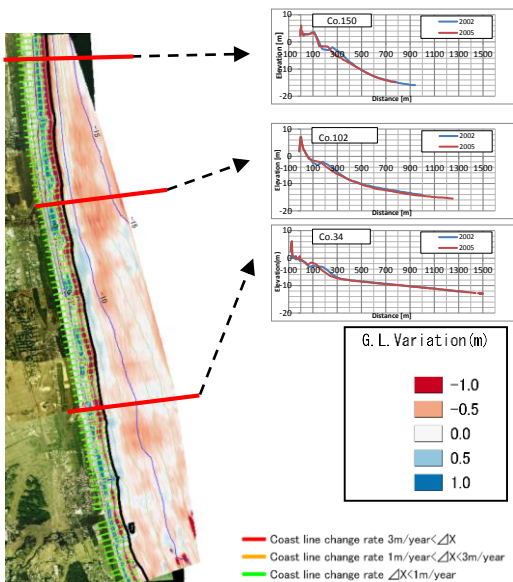 Co.150
2002
2005
Elevation [m]
10
0
-10
-20
100 300 500 700 900 1100 1300 1500
Distance [m]
Co.102
2002
2005
Elevation [m]
10
0
-10
-20
100 300 500 700 900 1100 1300 1500
Distance [m]
Co.34
2002
2005
Elevation(m)
10
0
-10
-20
-100 100 300 500 700 900 1100 1300 1500
Distance [m]
-15
-15
-10
G.L.Variation(m)
-1.0
-0.5
0.0
0.5
1.0
Coast line change rate 3m/year<⊿X
Coast line change rate 1m/year<⊿X<3m/year
Coast line change rate ⊿X<1m/year